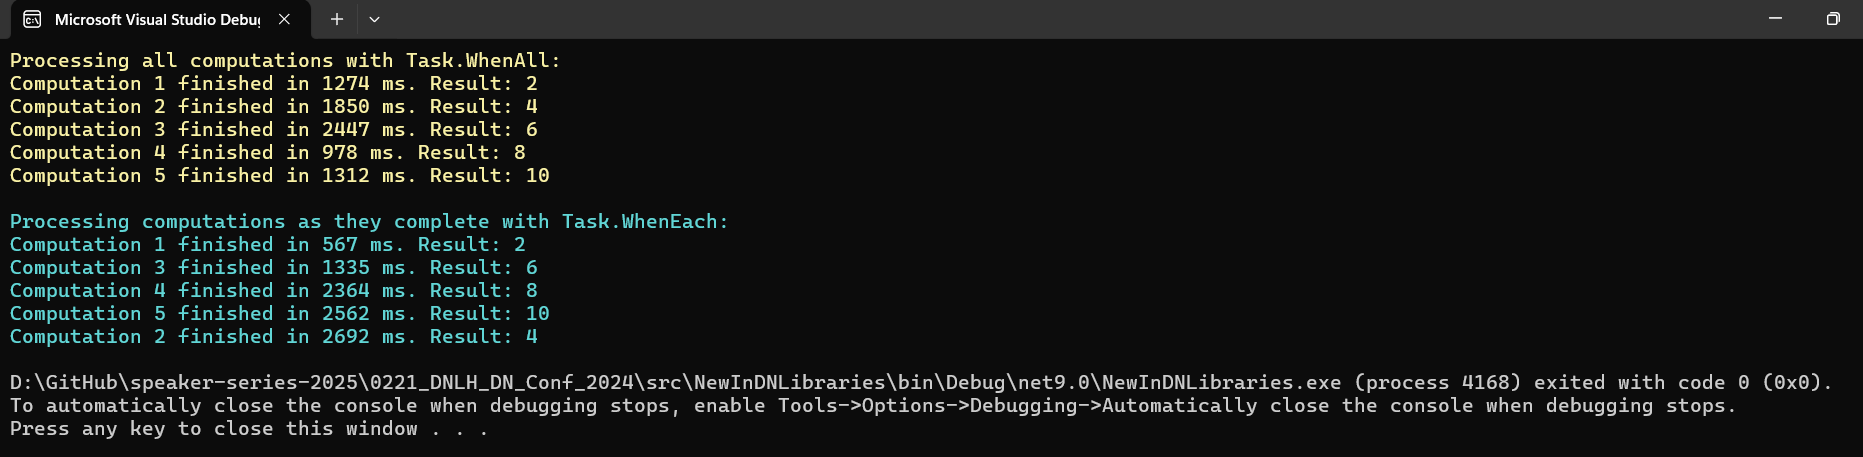 Microsoft Visual Studio Debu
Processing all computations with Task.WhenAll:
Computation 1 finished in 1274 ms. Result: 2
Computation 2 finished in 1850 ms. Result: 4
Computation 3 finished in 2447 ms. Result: 6
Computation 4 finished in 978 ms. Result: 8
Computation 5 finished in 1312 ms. Result: 10
Processing computations as they complete with Task.WhenEach:
Computation 1 finished in 567 ms. Result: 2
Computation 3 finished in 1335 ms. Result: 6
Computation 4 finished in 2364 ms. Result: 8
Computation 5 finished in 2562 ms. Result: 10
Computation 2 finished in 2692 ms. Result: 4
D:\GitHub\speaker-series-2025\0221_DNLH_DN_Conf_2024\src\NewInDNLibraries\bin\Debug\net9.0\NewInDNLibraries.exe (process 4168) exited with code 0 (0x0).
To automatically close the console when debugging stops, enable Tools->Options->Debugging->Automatically close the console when debugging stops.
Press any key to close this window . . .